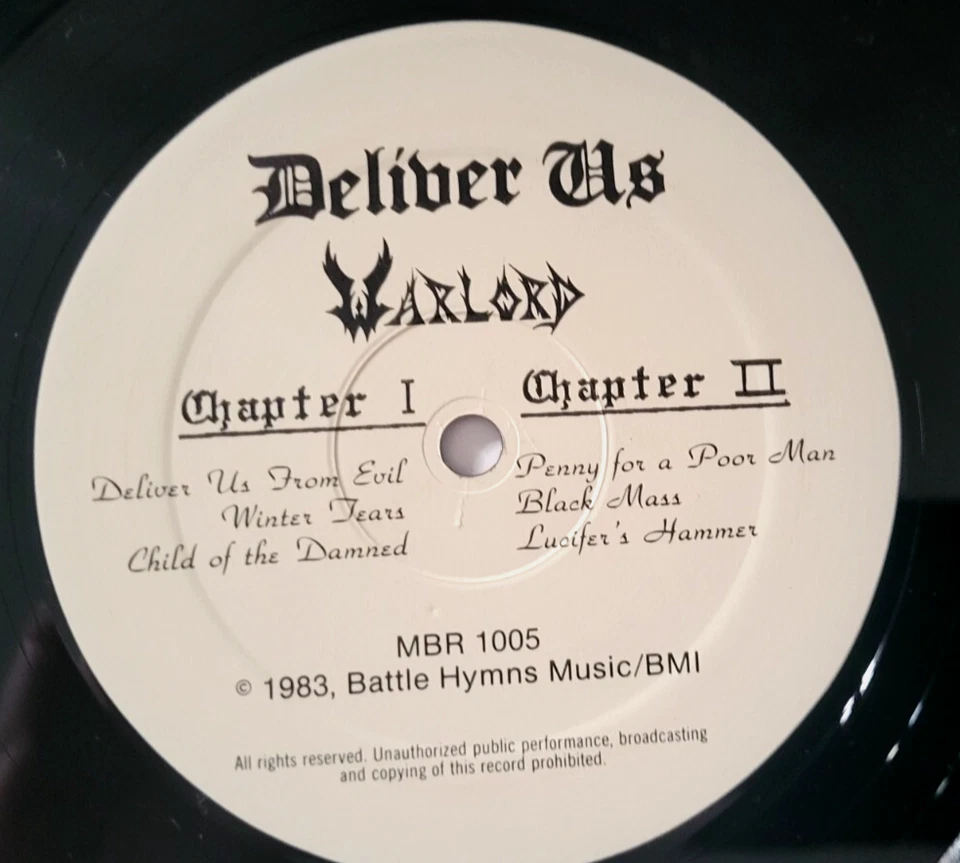 Deliver Us
Warlord
Chapter I
Deliver Us From Evil
Winter Tears
Child of the Damned
Chapter II
Penny for a Poor Man
Black Mass
Lucifer's Hammer
MBR 1005
© 1983, Battle Hymns Music/BMI
All rights reserved. Unauthorized public performance, broadcasting
and copying of this record prohibited.